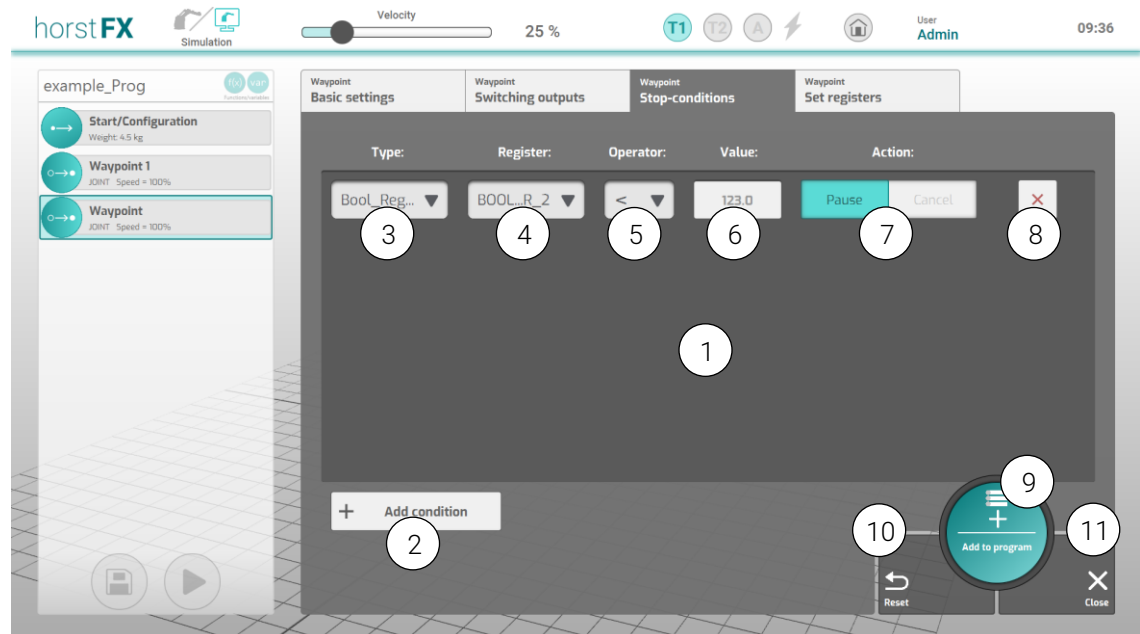 horstFX
Simulation
Velocity
25 %
T1
T2
A
User
Admin
09:36
example_Prog
f(x)
var
Functions/variables
Start/Configuration
Weight: 4.5 kg
Waypoint 1
JOINT Speed = 100%
Waypoint
JOINT Speed = 100%
Waypoint
Basic settings
Waypoint
Switching outputs
Waypoint
Stop-conditions
Waypoint
Set registers
Type:
Register:
Operator:
Value:
Action:
Bool_Reg...
BOOL...R_2
<
123.0
Pause
Cancel
3
4
5
6
7
8
1
Add condition
2
9
Add to program
10
11
Reset
Close